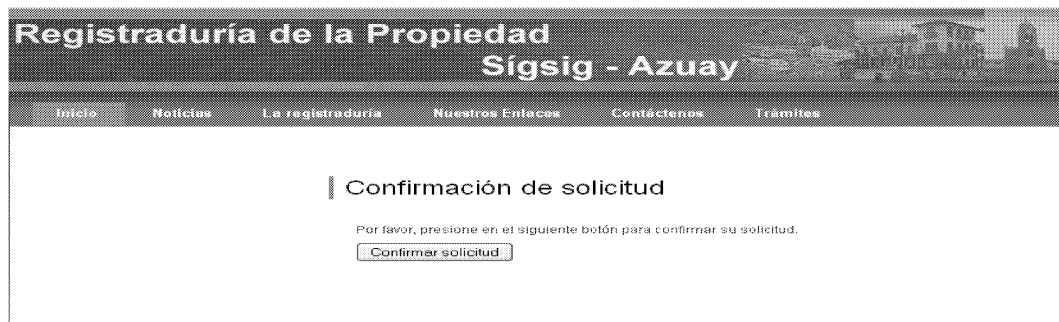 Registraduría de la Propiedad
Sígsig - Azuay
Inicio Noticias La registraduría Nuestros Enlaces Contáctenos Trámites
Confirmación de solicitud
Por favor, presione en el siguiente botón para confirmar su solicitud.
Confirmar solicitud